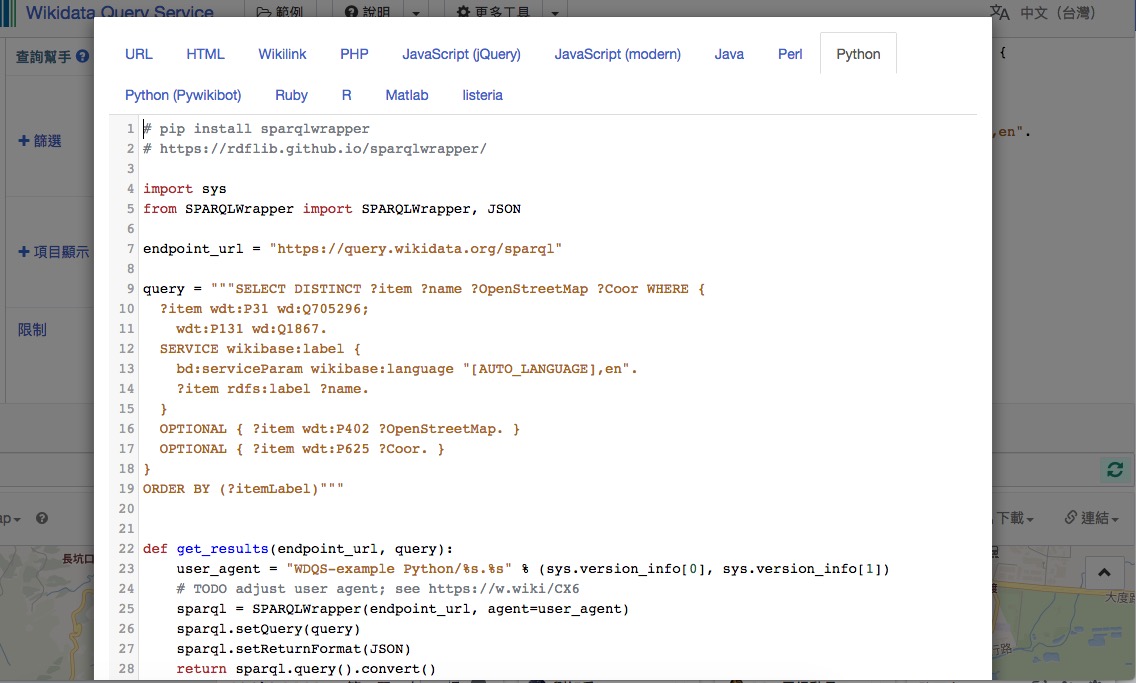 Wikidata Query Service 範例 說明 更多工具 中文（台灣）
查詢幫手
篩選
項目顯示
限制
URL HTML Wikilink PHP JavaScript (jQuery) JavaScript (modern) Java Perl Python
Python (Pywikibot) Ruby R Matlab listeria
1 # pip install sparqlwrapper
2 # https://rdflib.github.io/sparqlwrapper/
3
4 import sys
5 from SPARQLWrapper import SPARQLWrapper, JSON
6
7 endpoint_url = "https://query.wikidata.org/sparql"
8
9 query = """SELECT DISTINCT ?item ?name ?OpenStreetMap ?Coor WHERE {
10 ?item wdt:P31 wd:Q705296;
11 wdt:P131 wd:Q1867.
12 SERVICE wikibase:label {
13 bd:serviceParam wikibase:language "[AUTO_LANGUAGE],en".
14 ?item rdfs:label ?name.
15 }
16 OPTIONAL { ?item wdt:P402 ?OpenStreetMap. }
17 OPTIONAL { ?item wdt:P625 ?Coor. }
18 }
19 ORDER BY (?itemLabel)"""
20
21
22 def get_results(endpoint_url, query):
23 user_agent = "WDQS-example Python/%s.%s" % (sys.version_info[0], sys.version_info[1])
24 # TODO adjust user agent; see https://w.wiki/CX6
25 sparql = SPARQLWrapper(endpoint_url, agent=user_agent)
26 sparql.setQuery(query)
27 sparql.setReturnFormat(JSON)
28 return sparql.query().convert()
{
,en".
ap
下載 連結
長坑口
大度路
行路